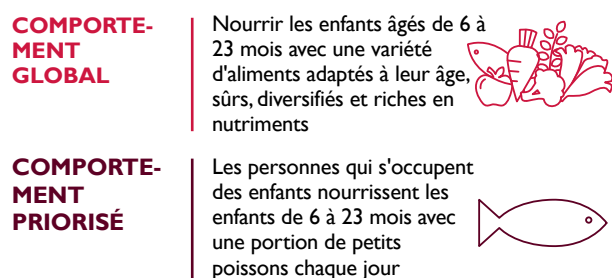 COMPORTE-
MENT
GLOBAL
Nourrir les enfants âgés de 6 à
23 mois avec une variété
d'aliments adaptés à leur âge,
sûrs, diversifiés et riches en
nutriments
COMPORTE-
MENT
PRIORISÉ
Les personnes qui s'occupent
des enfants nourrissent les
enfants de 6 à 23 mois avec
une portion de petits
poissons chaque jour